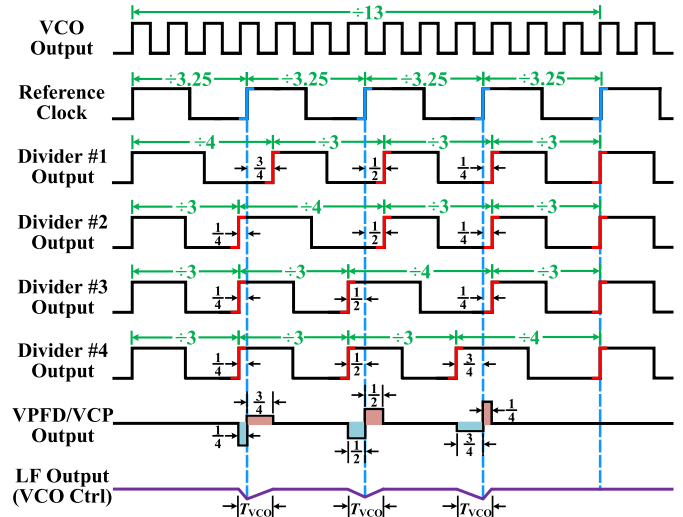 ÷13
VCO
Output
÷3.25 ÷3.25 ÷3.25 ÷3.25
Reference
Clock
÷4 ÷3 ÷3 ÷3
Divider #1
Output
3/4 1/2 1/4
÷3 ÷4 ÷3 ÷3
Divider #2
Output
1/4 1/2 1/4
÷3 ÷3 ÷4 ÷3
Divider #3
Output
1/4 1/2 1/4
÷3 ÷3 ÷3 ÷4
Divider #4
Output
1/4 1/2 3/4
VPFD/VCP
Output
3/4 1/2 1/4
1/4 1/2 3/4
LF Output
(VCO Ctrl)
TVCO TVCO TVCO